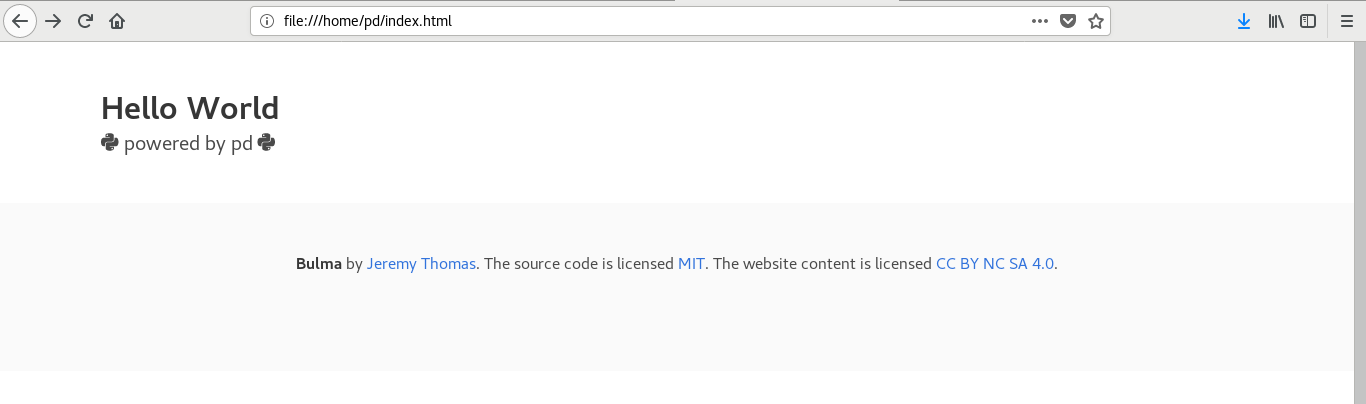 file:///home/pd/index.html
Hello World
powered by pd
Bulma by Jeremy Thomas. The source code is licensed MIT. The website content is licensed CC BY NC SA 4.0.